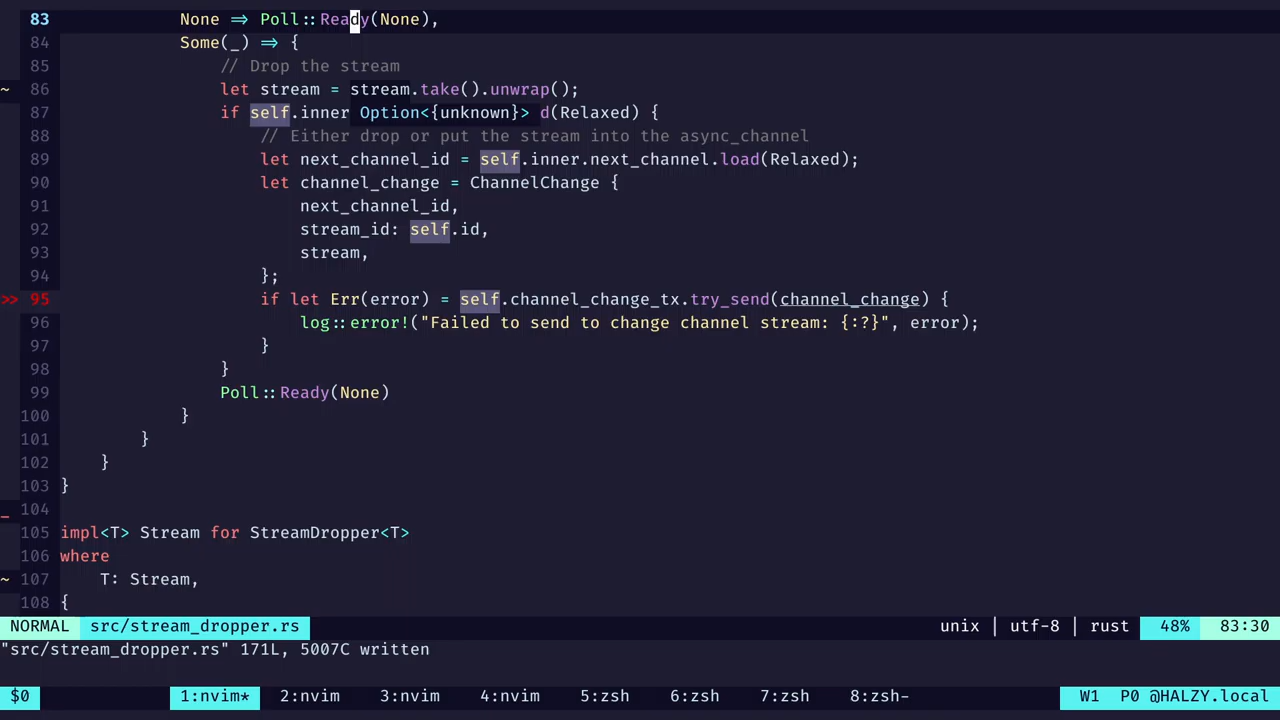 83             None => Poll::Ready(None),
84             Some(_) => {
85                 // Drop the stream
~ 86                 let stream = stream.take().unwrap();
87                 if self.inner Option<{unknown}> d(Relaxed) {
88                     // Either drop or put the stream into the async_channel
89                     let next_channel_id = self.inner.next_channel.load(Relaxed);
90                     let channel_change = ChannelChange {
91                         next_channel_id,
92                         stream_id: self.id,
93                         stream,
94                     };
>> 95                     if let Err(error) = self.channel_change_tx.try_send(channel_change) {
96                         log::error!("Failed to send to change channel stream: {:?}", error);
97                     }
98                 }
99                 Poll::Ready(None)
100             }
101         }
102     }
103 }
_ 104
105 impl<T> Stream for StreamDropper<T>
106 where
~ 107     T: Stream,
108 {
NORMAL src/stream_dropper.rs unix | utf-8 | rust 48% 83:30
"src/stream_dropper.rs" 171L, 5007C written
$0 1:nvim* 2:nvim 3:nvim 4:nvim 5:zsh 6:zsh 7:zsh 8:zsh- W1 P0 @HALZY.local